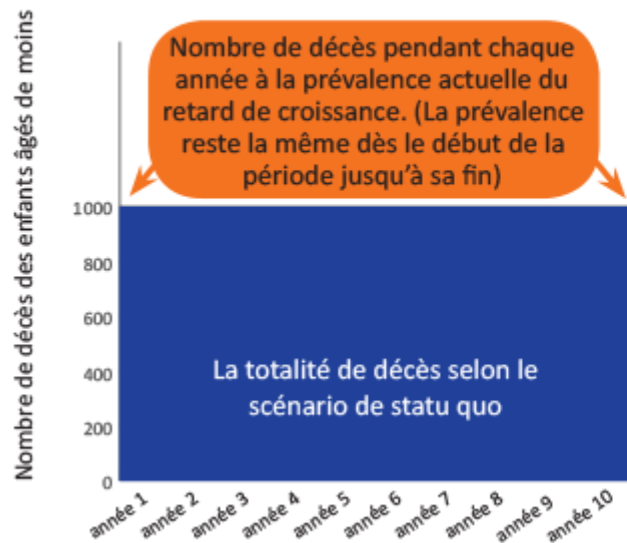 Nombre de décès pendant chaque
année à la prévalence actuelle du
retard de croissance. (La prévalence
reste la même dès le début de la
période jusqu'à sa fin)
Nombre de décès des enfants âgés de moins
1000
800
600
400
200
0
La totalité de décès selon le
scénario de statu quo
année 1
année 2
année 3
année 4
année 5
année 6
année 7
année 8
année 9
année 10